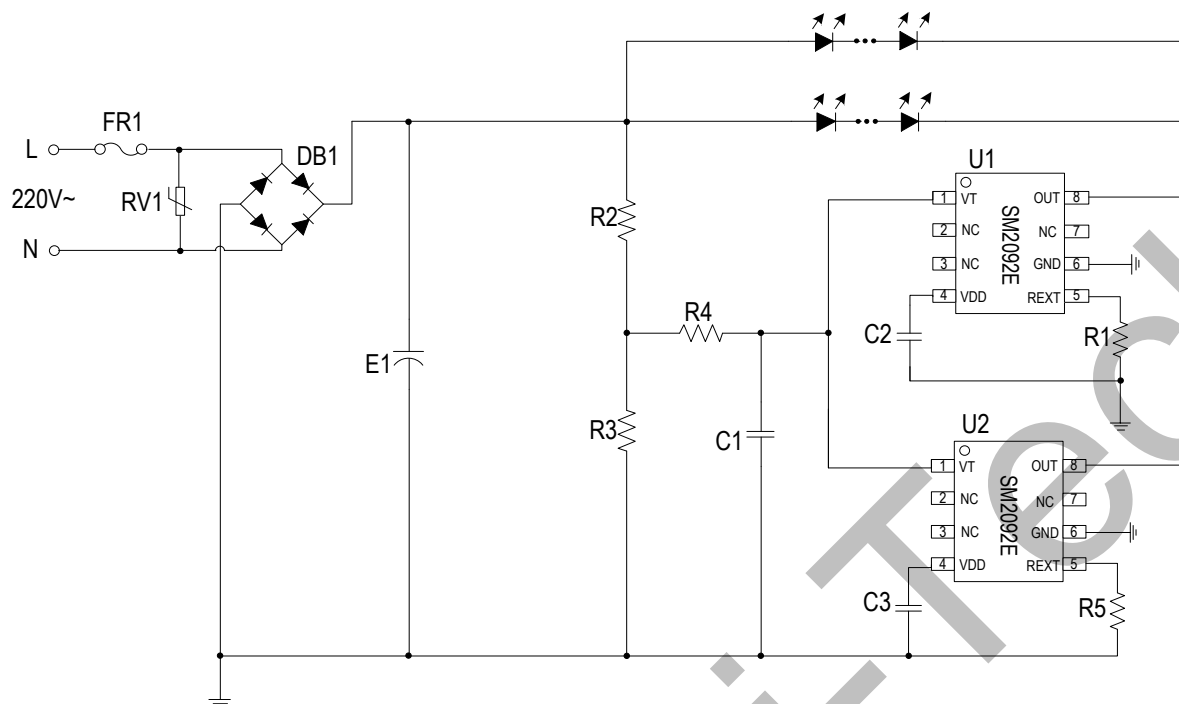 FR1
L
DB1
220V~
RV1
N
E1
R2
R4
R3
C1
U1
1 VT OUT 8
2 NC NC 7
3 NC GND 6
4 VDD REXT 5
SM2092E
C2
R1
U2
1 VT OUT 8
2 NC NC 7
3 NC GND 6
4 VDD REXT 5
SM2092E
C3
R5
i-Tec